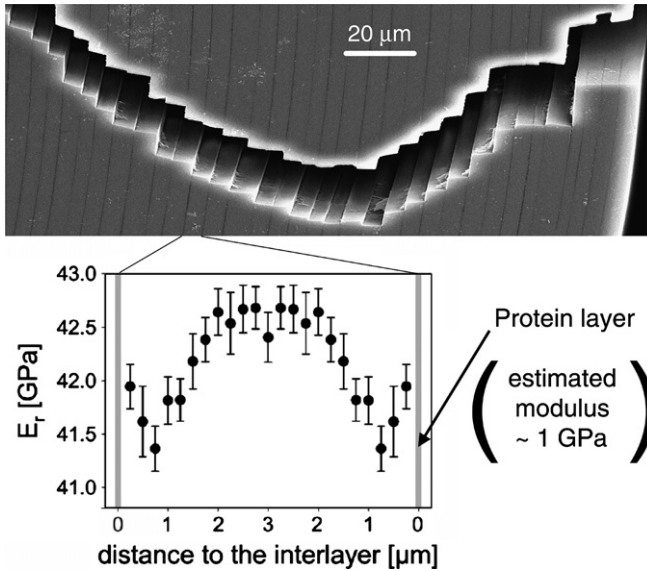 20 μm
43.0
42.5
42.0
41.5
41.0
Er [GPa]
0 1 2 3 2 1 0
distance to the interlayer [μm]
Protein layer
estimated
modulus
~ 1 GPa